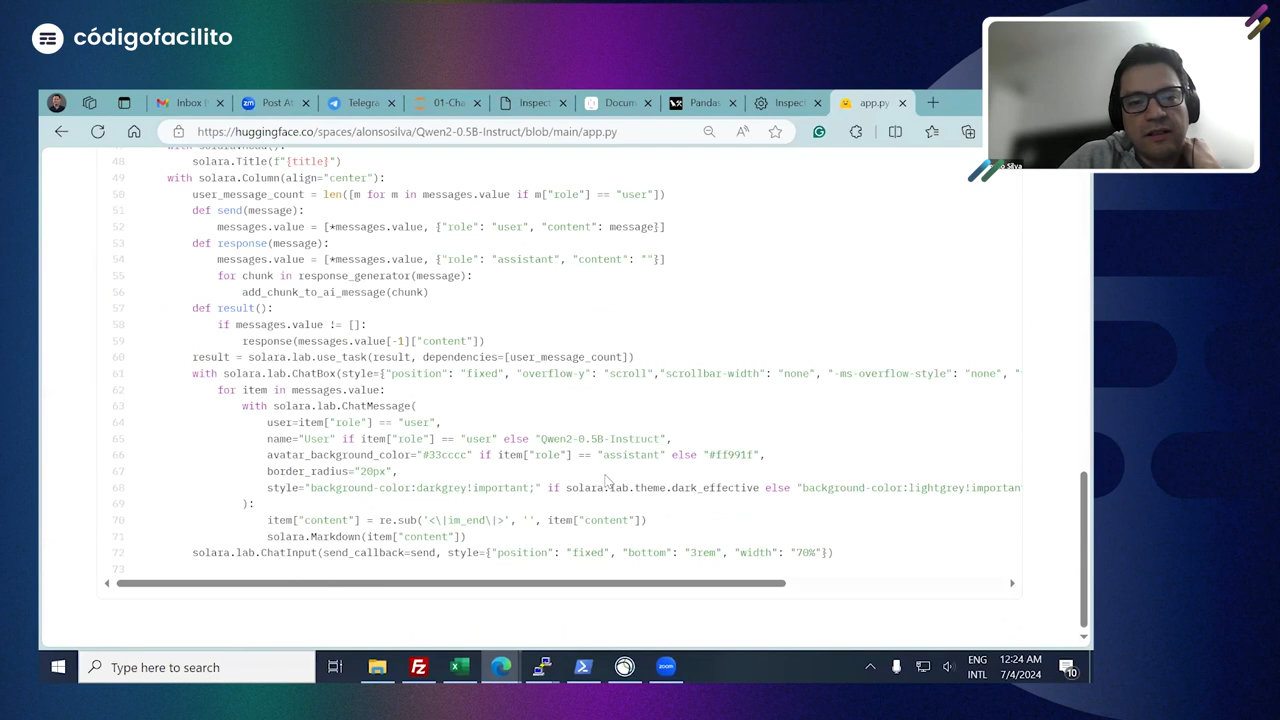 códigofacilito
Inbox (
Post At
Telegra
01-Cha
Inspect
Docum
Pandas
Inspect
app.py
https://huggingface.co/spaces/alonsosilva/Qwen2-0.5B-Instruct/blob/main/app.py
Silva
48 solara.Title(f"{title}")
49 with solara.Column(align="center"):
50 user_message_count = len([m for m in messages.value if m["role"] == "user"])
51 def send(message):
52 messages.value = [*messages.value, {"role": "user", "content": message}]
53 def response(message):
54 messages.value = [*messages.value, {"role": "assistant", "content": ""}]
55 for chunk in response_generator(message):
56 add_chunk_to_ai_message(chunk)
57 def result():
58 if messages.value != []:
59 response(messages.value[-1]["content"])
60 result = solara.lab.use_task(result, dependencies=[user_message_count])
61 with solara.lab.ChatBox(style={"position": "fixed", "overflow-y": "scroll","scrollbar-width": "none", "-ms-overflow-style": "none", "
62 for item in messages.value:
63 with solara.lab.ChatMessage(
64 user=item["role"] == "user",
65 name="User" if item["role"] == "user" else "Qwen2-0.5B-Instruct",
66 avatar_background_color="#33cccc" if item["role"] == "assistant" else "#ff991f",
67 border_radius="20px",
68 style="background-color:darkgrey!important;" if solara.lab.theme.dark_effective else "background-color:lightgrey!important
69 ):
70 item["content"] = re.sub('<\|im_end\|>', '', item["content"])
71 solara.Markdown(item["content"])
72 solara.lab.ChatInput(send_callback=send, style={"position": "fixed", "bottom": "3rem", "width": "70%"})
73
Type here to search
ENG
INTL
12:24 AM
7/4/2024
10